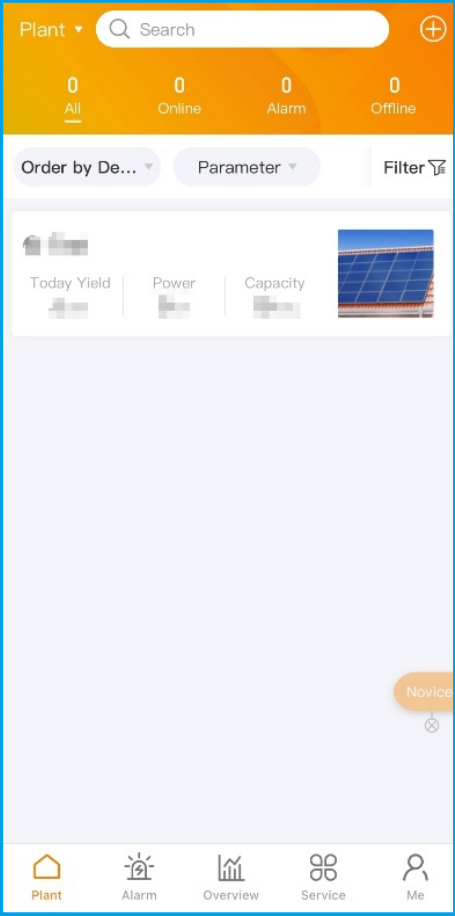 Plant
Search
0 0 0 0
All Online Alarm Offline
Order by De... Parameter Filter
Today Yield Power Capacity
Novice
Plant Alarm Overview Service Me